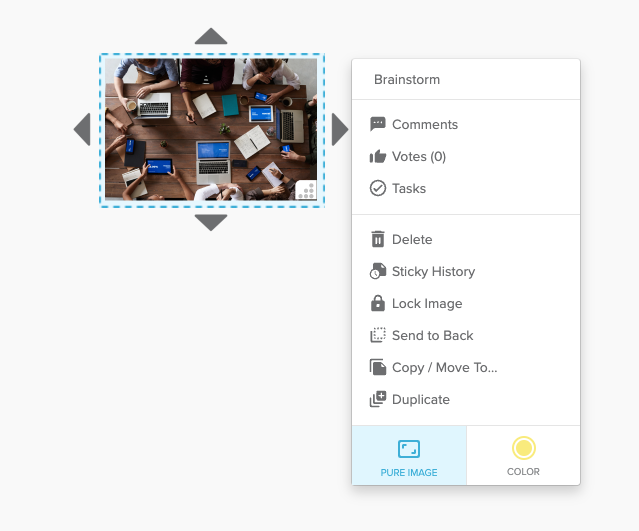 Brainstorm
Comments
Votes (0)
Tasks
Delete
Sticky History
Lock Image
Send to Back
Copy / Move To...
Duplicate
PURE IMAGE
COLOR